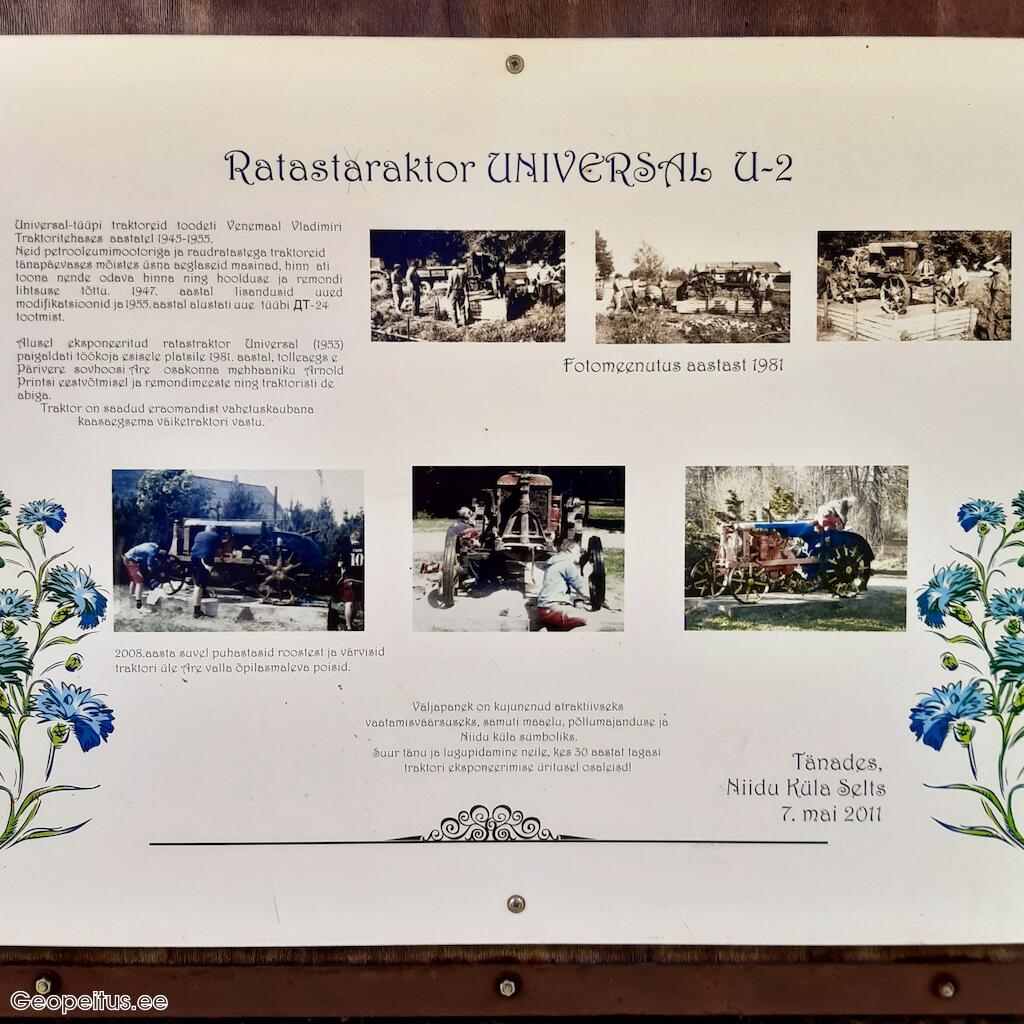 Ratastaraktor UNIVERSAL U-2
Universal-tüüpi traktoreid toodeti Venemaal Vladimiri
Traktoritehases aastatel 1945-1955.
Neid petrooleumimootoriga ja raudratastega traktoreid
tänapäevases mõistes üsna aeglaseid masinad, hinn ati
toona nende odava hinna ning hoolduse ja remondi
lihtsuse tõttu. 1947. aastal lisandusid uued
modifikatsioonid ja 1955.aastal alustati uue tüübi ДТ-24
tootmist.
Alusel eksponeeritud ratastraktor Universal (1953)
paigaldati töökoja esisele platsile 1981. aastal, tolleaegs e
Pärivere sovhoosi Are osakonna mehhaaniku Arnold
Printsi eestvõtmisel ja remondimeeste ning traktoristi de
abiga.
Traktor on saadud eraomandist vahetuskaubana
kaasaegsema väiketraktori vastu.
Fotomeenutus aastast 1981
10
2008.aasta suvel puhastasid roostest ja värvisid
traktori üle Are valla õpilasmaleva poisid.
Väljapanek on kujunenud atraktiivseks
vaatamisväärsuseks, samuti maaelu, põllumajanduse ja
Niidu küla sümboliks.
Suur tänu ja lugupidamine neile, kes 30 aastat tagasi
traktori eksponeerimise üritusel osalesid!
Tänades,
Niidu Küla Selts
7. mai 2011
Geopeitus.ee